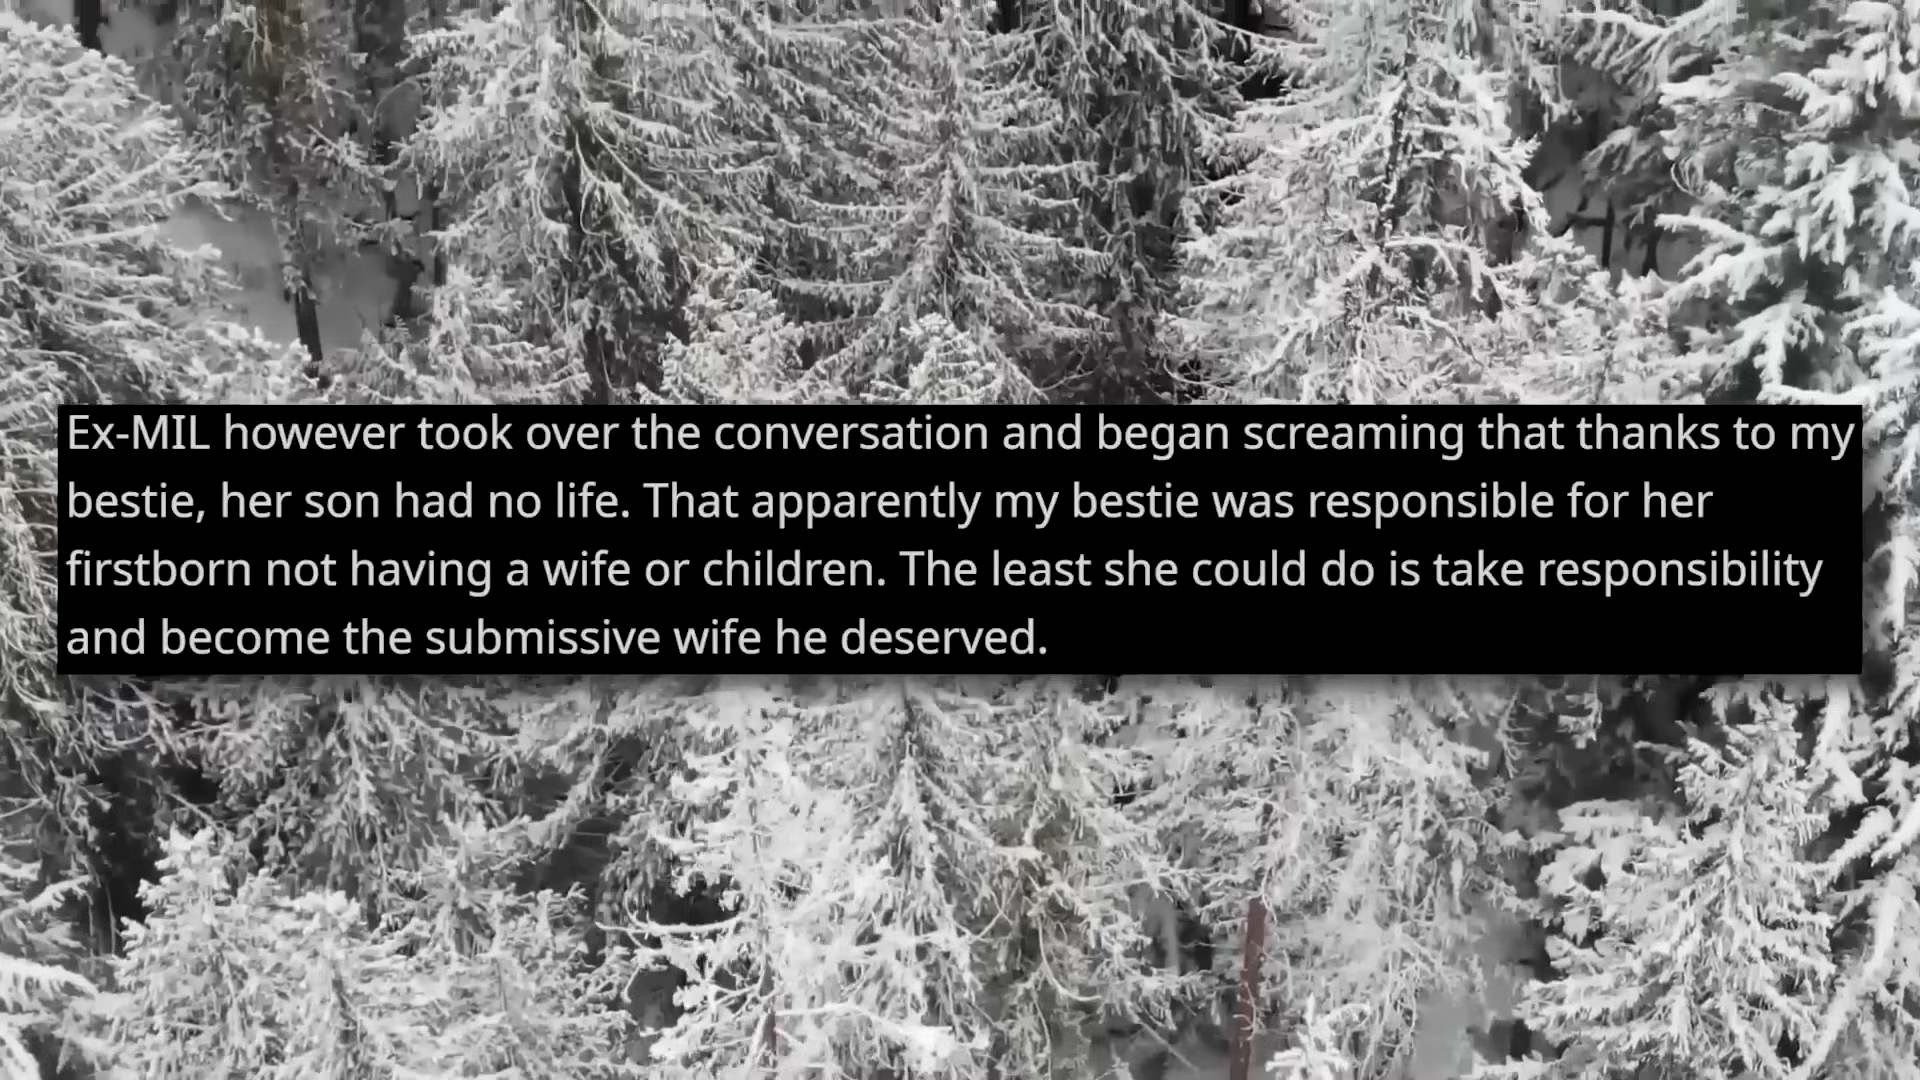 Ex-MIL however took over the conversation and began screaming that thanks to my
bestie, her son had no life. That apparently my bestie was responsible for her
firstborn not having a wife or children. The least she could do is take responsibility
and become the submissive wife he deserved.